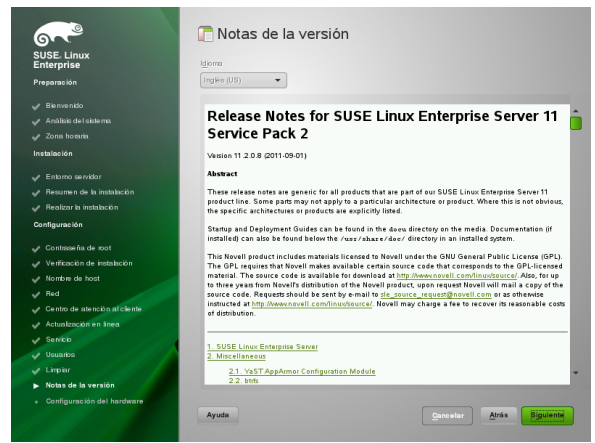 SUSE. Linux
Enterprise
Preparación
Bienvenido
Análisis del sistema
Zona horaria
Instalación
Entorno servidor
Resumen de la instalación
Realizar la instalación
Configuración
Contraseña de root
Verificación de instalación
Nombre de host
Red
Centro de atención al cliente
Actualización en línea
Servicio
Usuarios
Limpiar
Notas de la versión
Configuración del hardware
Notas de la versión
Idioma
Inglés (US)
Release Notes for SUSE Linux Enterprise Server 11
Service Pack 2
Version 11.2.0.8 (2011-09-01)
Abstract
These release notes are generic for all products that are part of our SUSE Linux Enterprise Server 11
product line. Some parts may not apply to a particular architecture or product. Where this is not obvious,
the specific architectures or products are explicitly listed.
Startup and Deployment Guides can be found in the docu directory on the media. Documentation (if
installed) can also be found below the /usr/share/doc/ directory in an installed system.
This Novell product includes materials licensed to Novell under the GNU General Public License (GPL).
The GPL requires that Novell makes available certain source code that corresponds to the GPL-licensed
material. The source code is available for download at http://www.novell.com/linux/source/. Also, for up
to three years from Novell's distribution of the Novell product, upon request Novell will mail a copy of the
source code. Requests should be sent by e-mail to sle_source_request@novell.com or as otherwise
instructed at http://www.novell.com/linux/source/. Novell may charge a fee to recover its reasonable costs
of distribution.
1. SUSE Linux Enterprise Server
2. Miscellaneous
2.1. YaST AppArmor Configuration Module
2.2. btrfs
Ayuda
Cancelar
Atrás
Siguiente